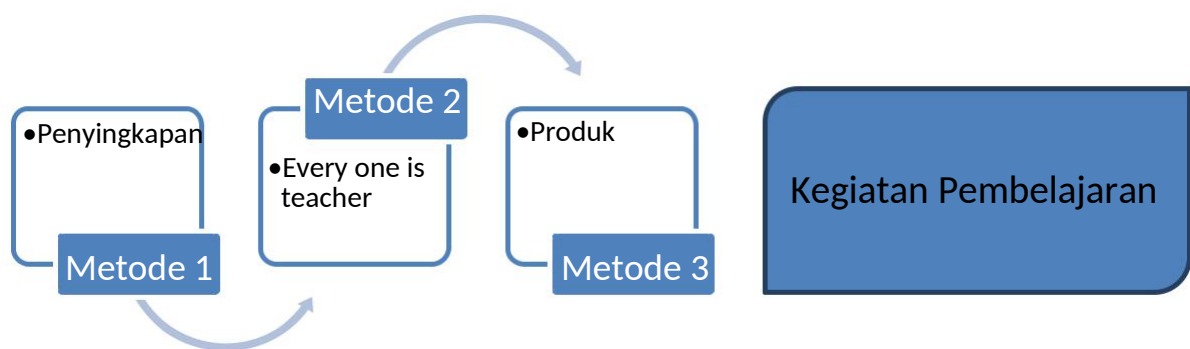 •Penyingkapan
Metode 1
Metode 2
•Every one is
teacher
•Produk
Metode 3
Kegiatan Pembelajaran